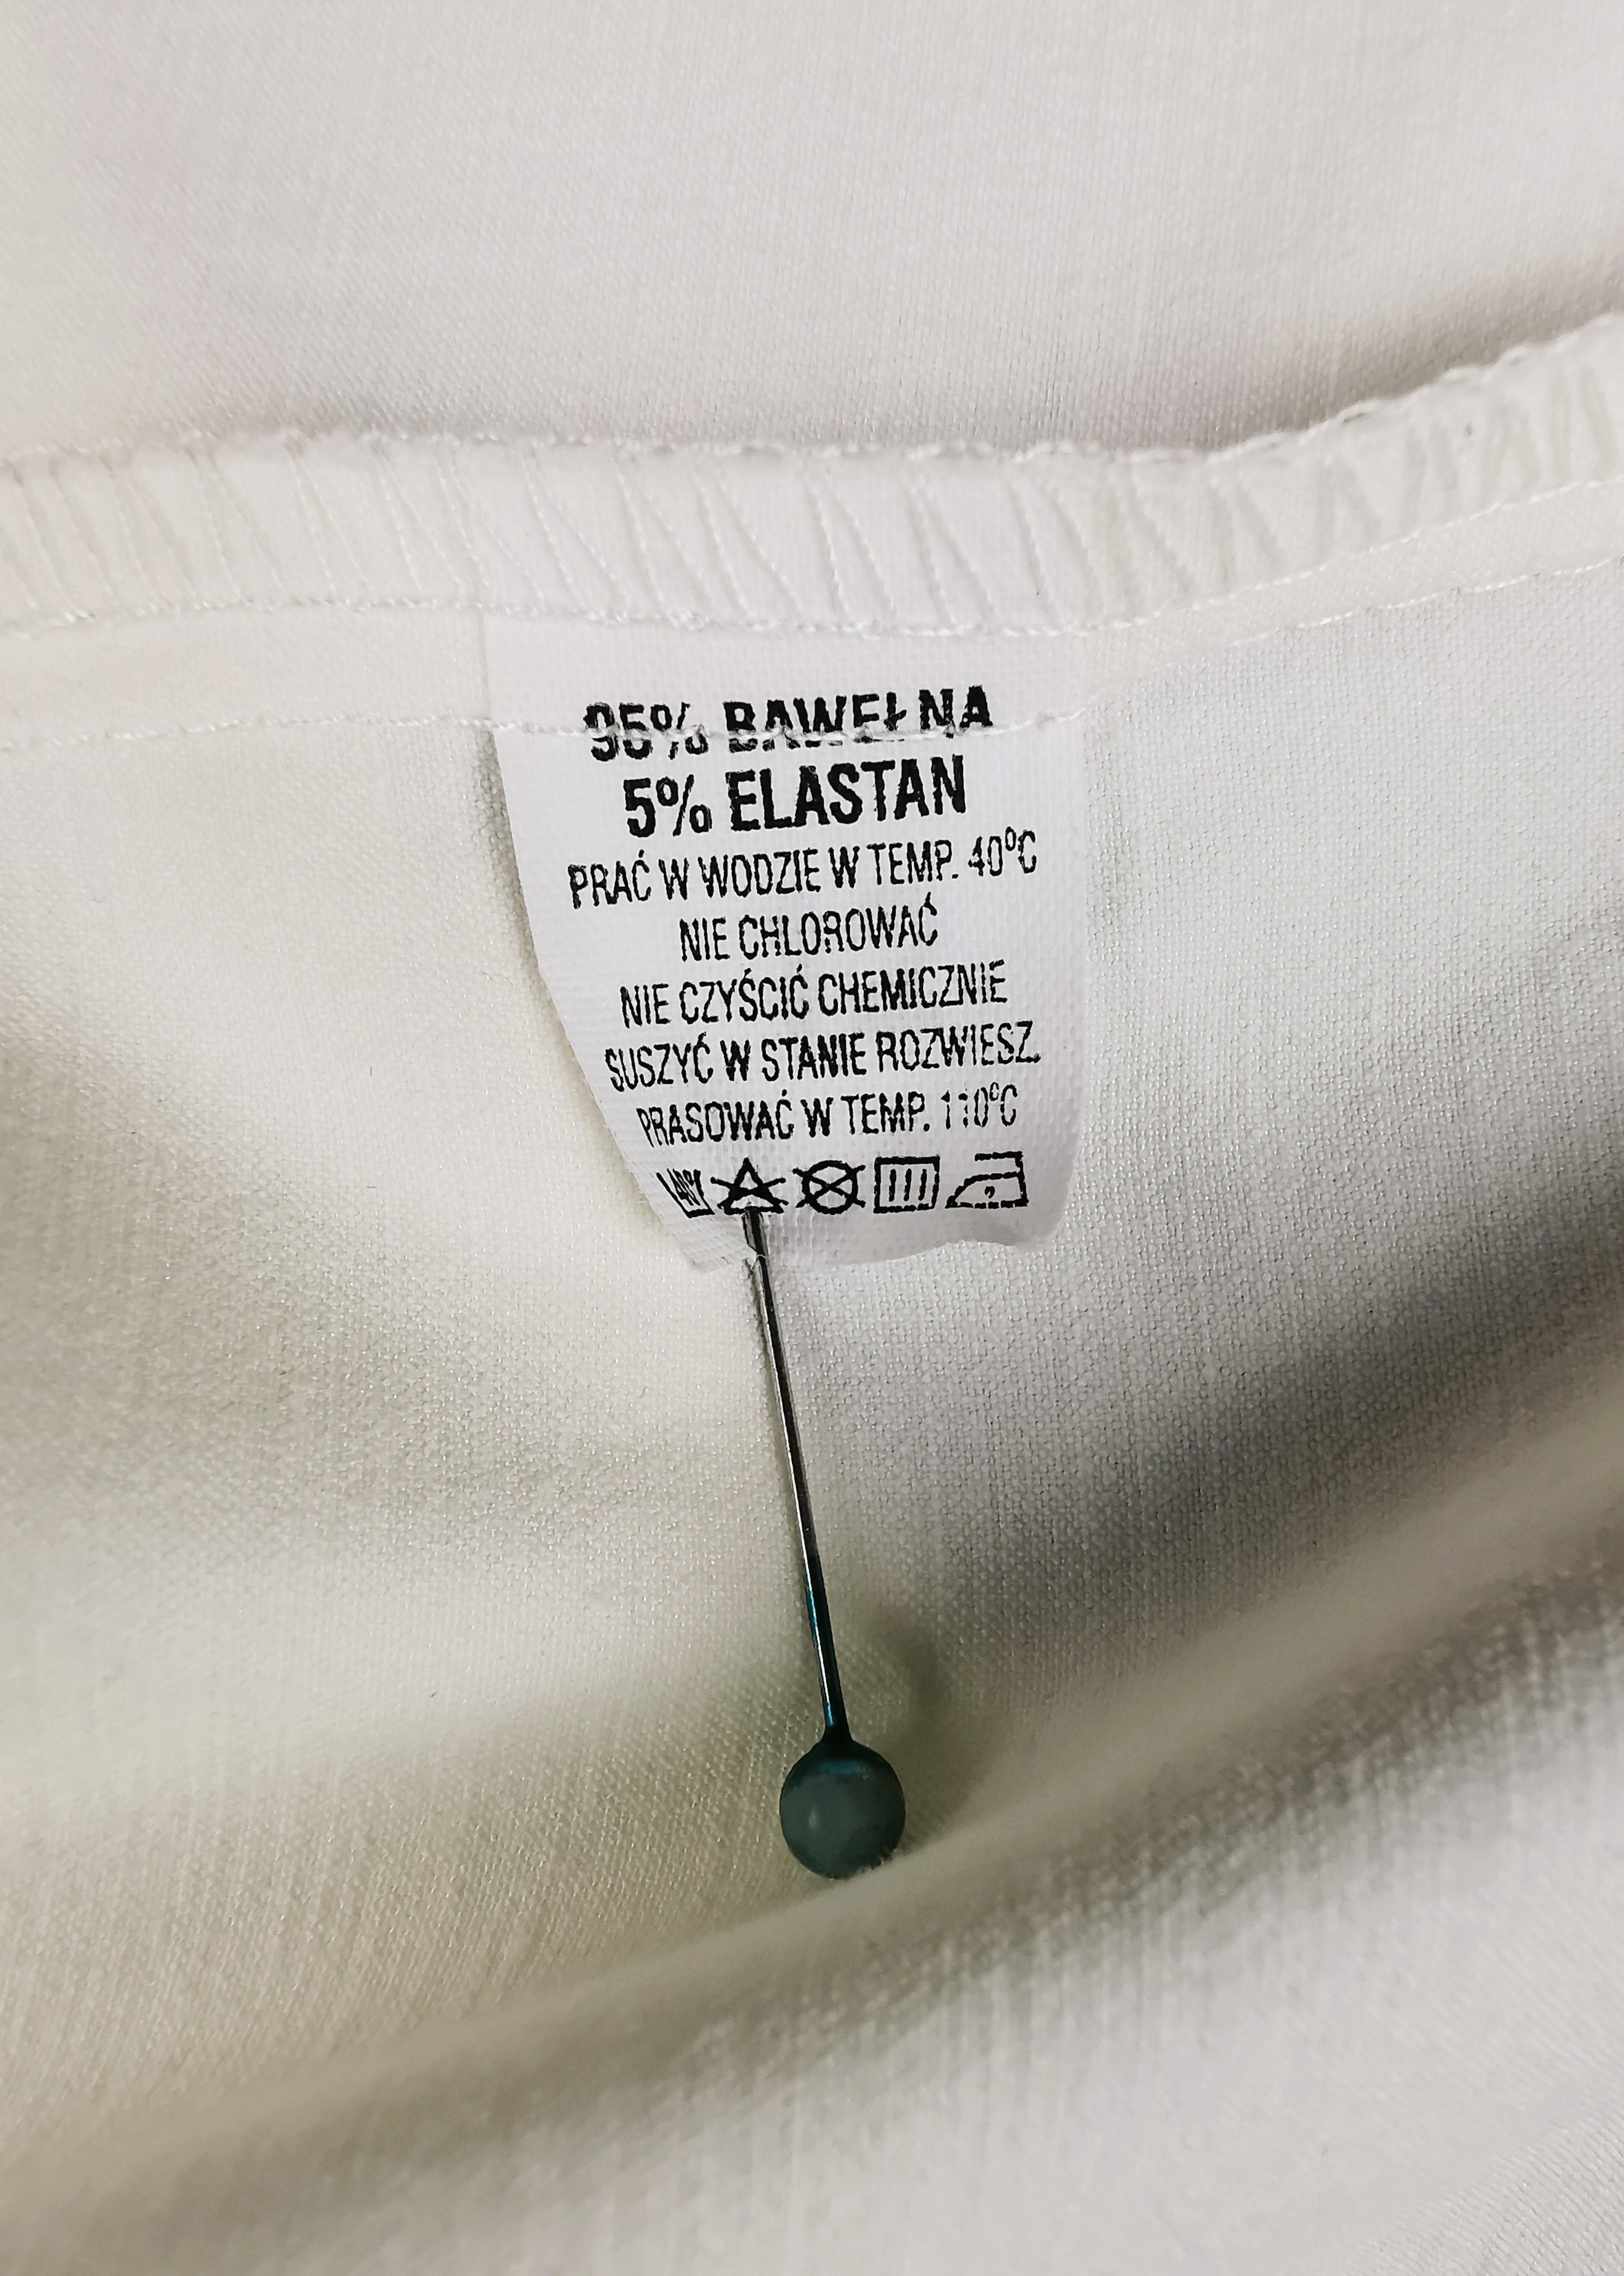 95% BAWEŁNA
5% ELASTAN
PRAĆ W WODZIE W TEMP. 40°C
NIE CHLOROWAĆ
NIE CZYŚCIĆ CHEMICZNIE
SUSZYĆ W STANIE ROZWIESZ.
PRASOWAĆ W TEMP. 110°C
40°